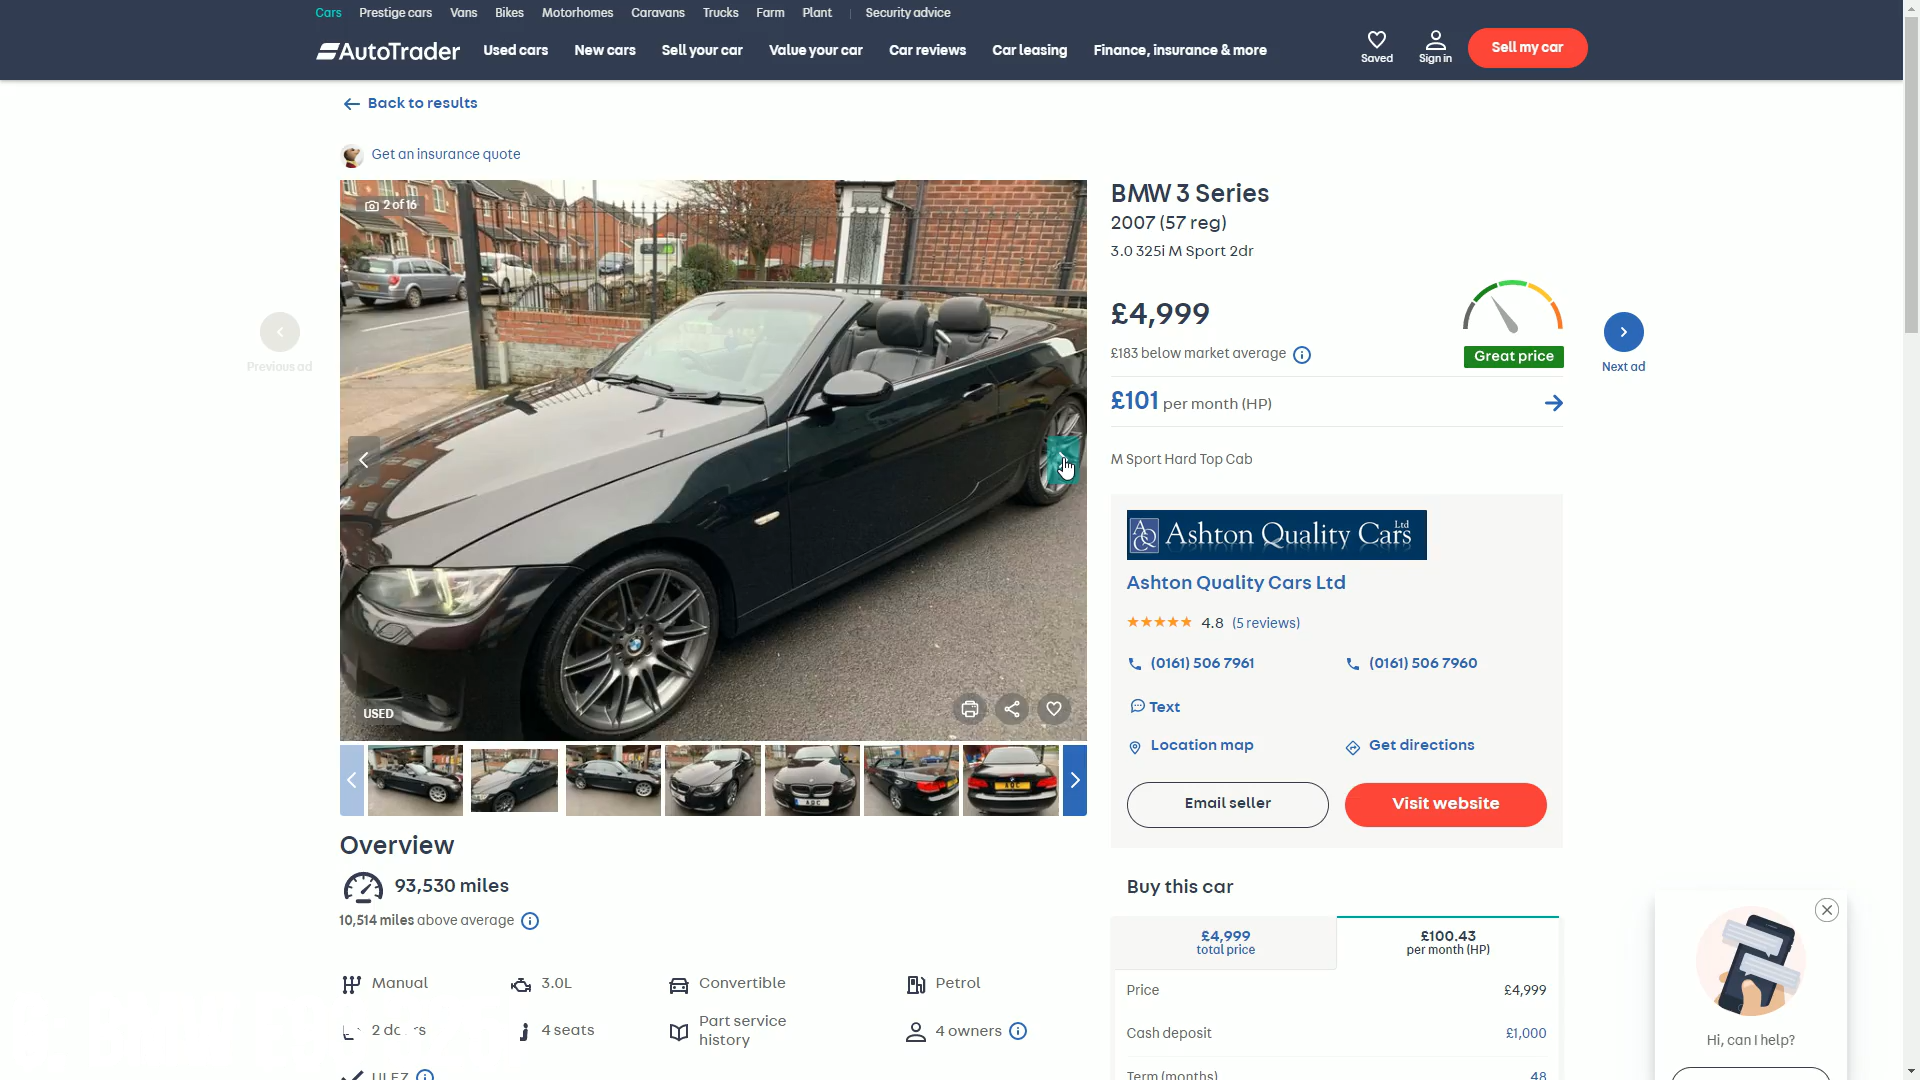 Cars Prestige cars Vans Bikes Motorhomes Caravans Trucks Farm Plant Security advice
AutoTrader Used cars New cars Sell your car Value your car Car reviews Car leasing Finance, insurance & more Saved Sign in Sell my car
Back to results
Get an insurance quote
2 of 16
USED
BMW 3 Series
2007 (57 reg)
3.0 325i M Sport 2dr
£4,999
£183 below market average
Great price
£101 per month (HP)
Previous ad
Next ad
M Sport Hard Top Cab
AQC Ashton Quality Cars Ltd
Ashton Quality Cars Ltd
4.8 (5 reviews)
(0161) 506 7961 (0161) 506 7960
Text
Location map Get directions
Email seller Visit website
AQC
Overview
93,530 miles
10,514 miles above average
Manual 3.0L Convertible Petrol
4 seats Part service
history
4 owners
ULEZ
Buy this car
£4,999
total price
£100.43
per month (HP)
Price £4,999
Cash deposit £1,000
Term (months) 48
Hi, can I help?